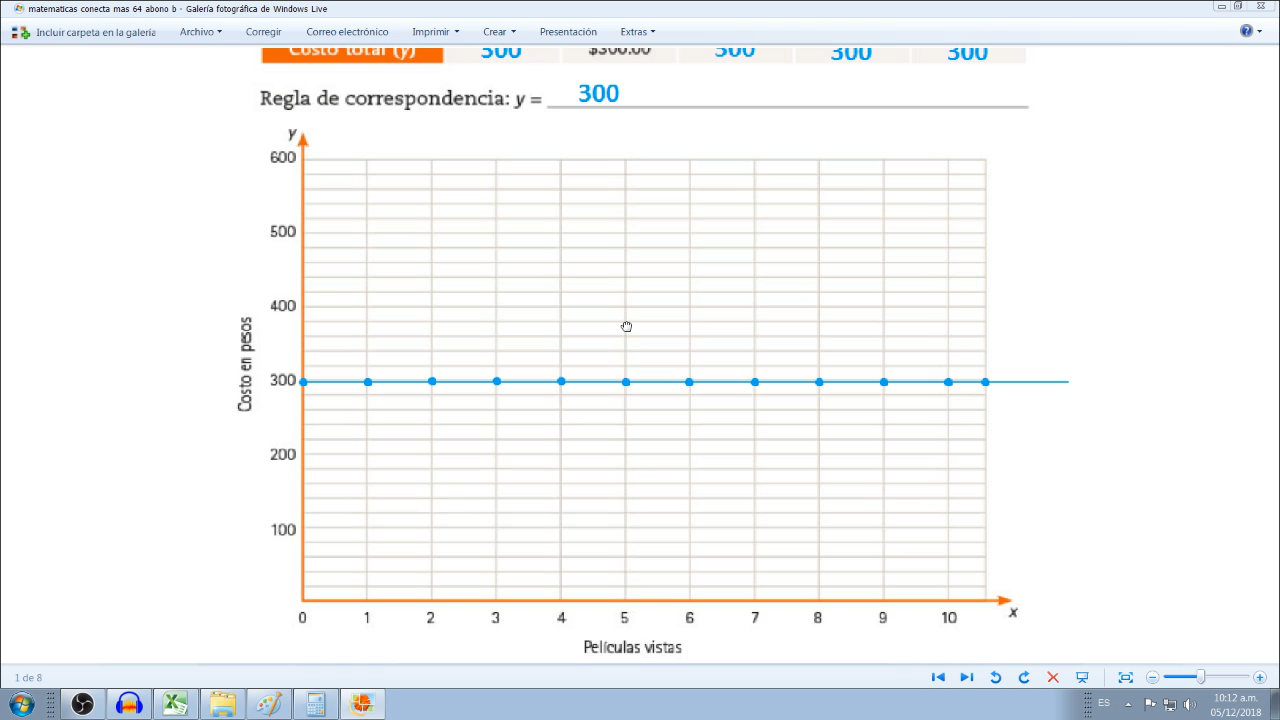 matematicas conecta mas 64 abono b - Galería fotográfica de Windows Live
Incluir carpeta en la galería Archivo Corregir Correo electrónico Imprimir Crear Presentación Extras
Costo total (y) 300 $300.00 300 300 300
Regla de correspondencia: y = 300
y
600
500
400
300
200
100
Costo en pesos
0 1 2 3 4 5 6 7 8 9 10 x
Películas vistas
1 de 8
ES 10:12 a.m.
05/12/2018